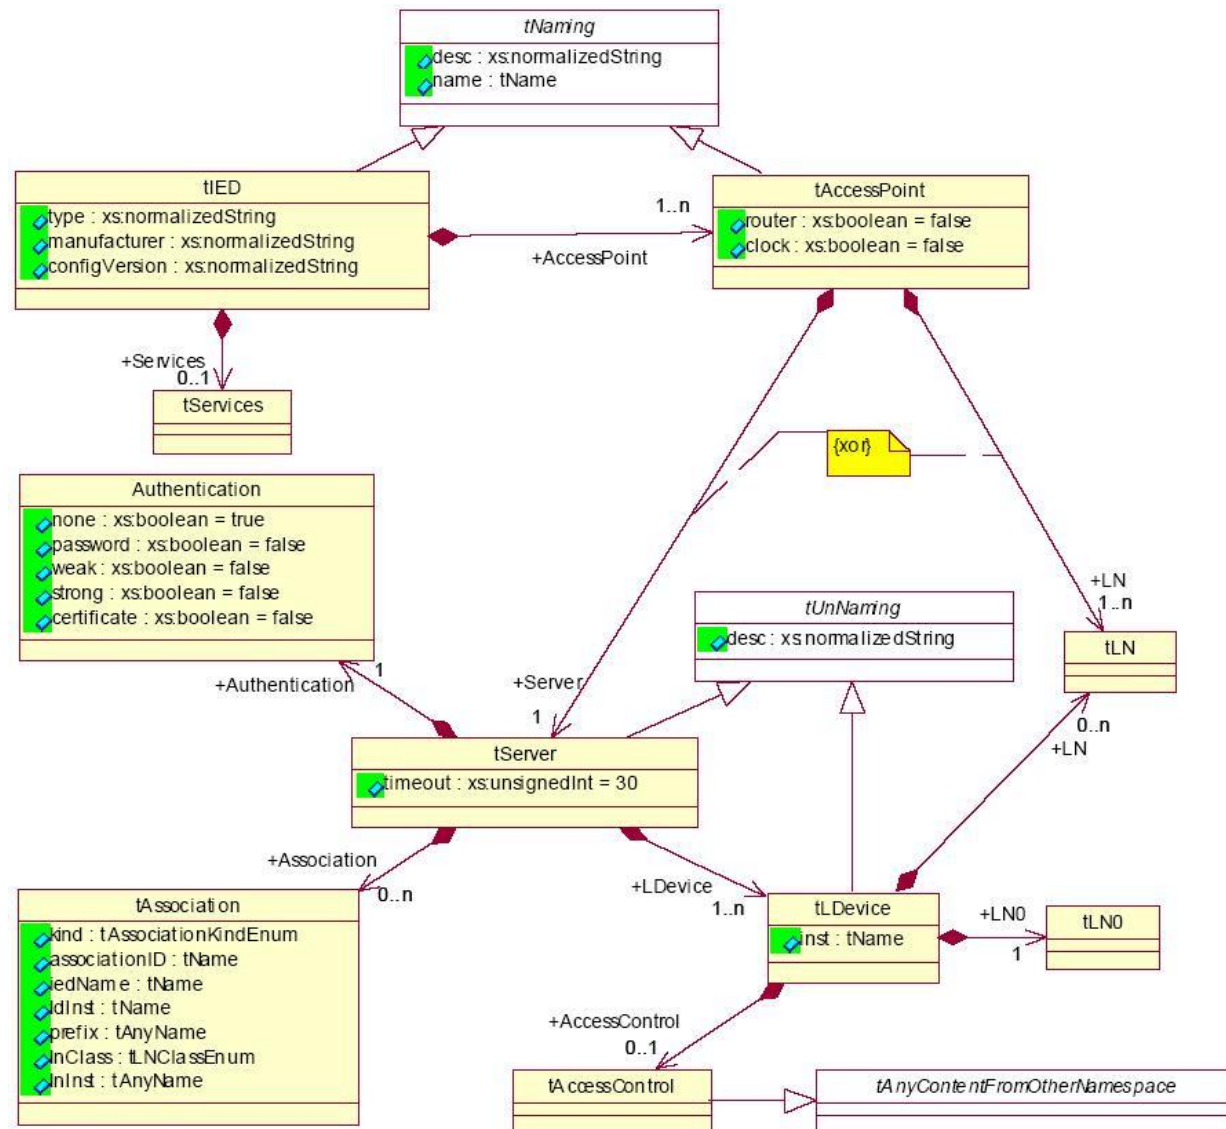 tNaming
desc : xs:normalizedString
name : tName
tIED
type : xs:normalizedString
manufacturer : xs:normalizedString
configVersion : xs:normalizedString
1..n
+AccessPoint
tAccessPoint
router : xs:boolean = false
clock : xs:boolean = false
+Services
0..1
tServices
{xor}
Authentication
none : xs:boolean = true
password : xs:boolean = false
weak : xs:boolean = false
strong : xs:boolean = false
certificate : xs:boolean = false
+LN
1..n
tUnNaming
desc : xs:normalizedString
tLN
1
+Authentication
+Server
1
0..n
+LN
tServer
timeout : xs:unsignedInt = 30
+Association
0..n
+LDevice
1..n
tAssociation
kind : tAssociationKindEnum
associationID : tName
iedName : tName
ldInst : tName
prefix : tAnyName
lnClass : tLNClassEnum
lnInst : tAnyName
tLDevice
inst : tName
+LN0
1
tLN0
+AccessControl
0..1
tAccessControl
tAnyContentFromOtherNamespace